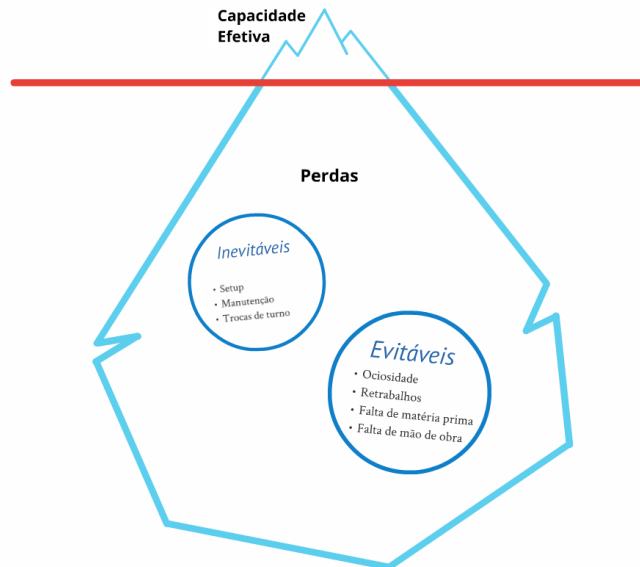 Capacidade
Efetiva
Perdas
Inevitáveis
• Setup
• Manutenção
• Trocas de turno
Evitáveis
• Ociosidade
• Retrabalhos
• Falta de matéria prima
• Falta de mão de obra